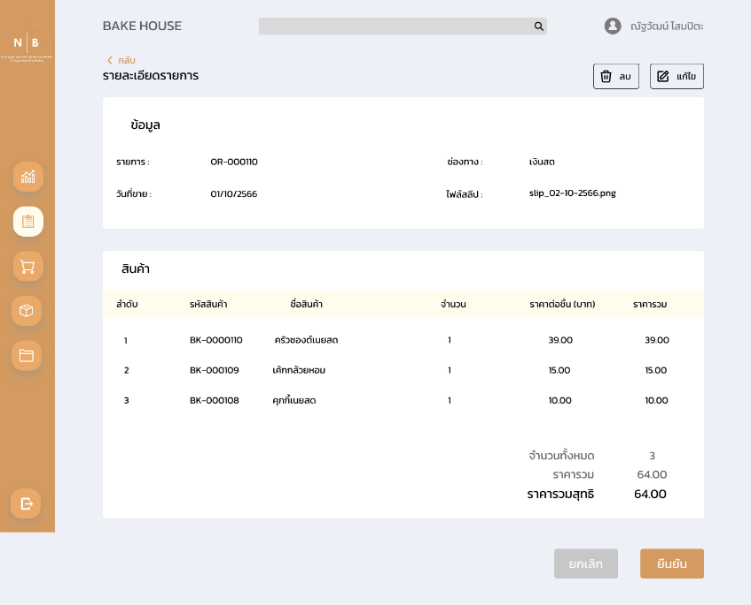 BAKE HOUSE
ณัฐวัฒน์ โสมปิตะ
N | B
< กลับ
รายละเอียดรายการ
ลบ
แก้ไข
ข้อมูล
รายการ : OR-000110 ช่องทาง : เงินสด
วันที่ขาย : 01/10/2566 ไฟล์สลีป : slip_02-10-2566.png
สินค้า
ลำดับ รหัสสินค้า ชื่อสินค้า จำนวน ราคาต่อชิ้น (บาท) ราคารวม
1 BK-0000110 ครัวซองต์เนยสด 1 39.00 39.00
2 BK-000109 เค้กกล้วยหอม 1 15.00 15.00
3 BK-000108 คุกกี้เนยสด 1 10.00 10.00
จำนวนทั้งหมด 3
ราคารวม 64.00
ราคารวมสุทธิ 64.00
ยกเลิก
ยืนยัน